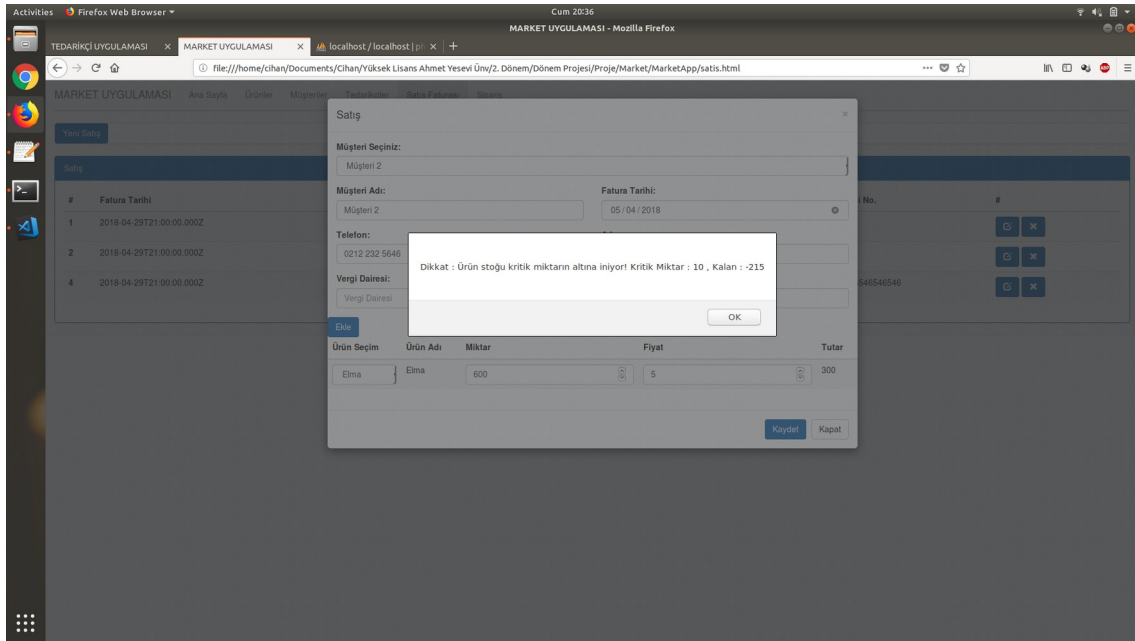 Activities Firefox Web Browser Cum 20:36
MARKET UYGULAMASI - Mozilla Firefox
TEDARİKÇİ UYGULAMASI MARKET UYGULAMASI localhost / localhost | ph
file:///home/cihan/Documents/Cihan/Yüksek Lisans Ahmet Yesevi Ünv/2. Dönem/Dönem Projesi/Proje/Market/MarketApp/satis.html
MARKET UYGULAMASI Ana Sayfa Ürünler Müşteriler Tedarikçiler Satış Faturası Sipariş
Satış
Yeni Satış
Müşteri Seçiniz:
Müşteri 2
Satış
Müşteri Adı: Fatura Tarihi:
# Fatura Tarihi No. #
Müşteri 2 05 / 04 / 2018
1 2018-04-29T21:00:00.000Z
Telefon:
2 2018-04-29T21:00:00.000Z 0212 232 5646
Dikkat : Ürün stoğu kritik miktarın altına iniyor! Kritik Miktar : 10 , Kalan : -215
Vergi Dairesi:
4 2018-04-29T21:00:00.000Z 546546546
Vergi Dairesi
OK
Ekle
Ürün Seçim Ürün Adı Miktar Fiyat Tutar
Elma Elma 600 5 300
Kaydet Kapat